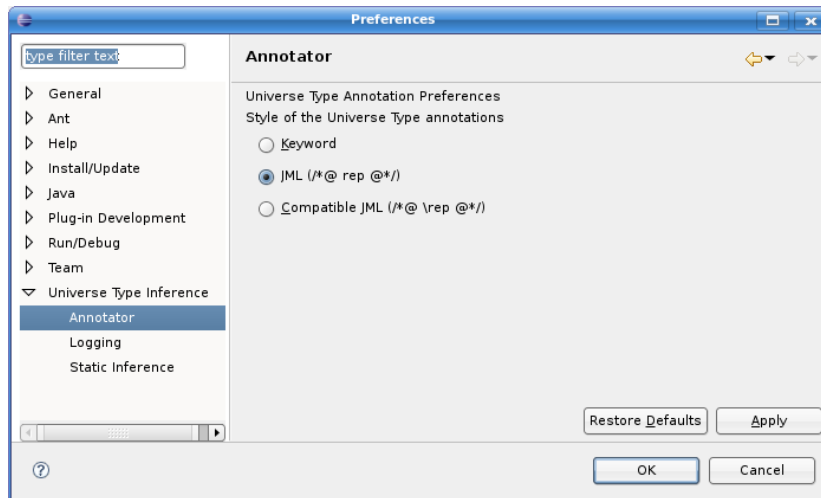 Preferences
type filter text
General
Ant
Help
Install/Update
Java
Plug-in Development
Run/Debug
Team
Universe Type Inference
Annotator
Logging
Static Inference
Annotator
Universe Type Annotation Preferences
Style of the Universe Type annotations
Keyword
JML (/*@ rep @*/)
Compatible JML (/*@ \rep @*/)
Restore Defaults
Apply
?
OK
Cancel